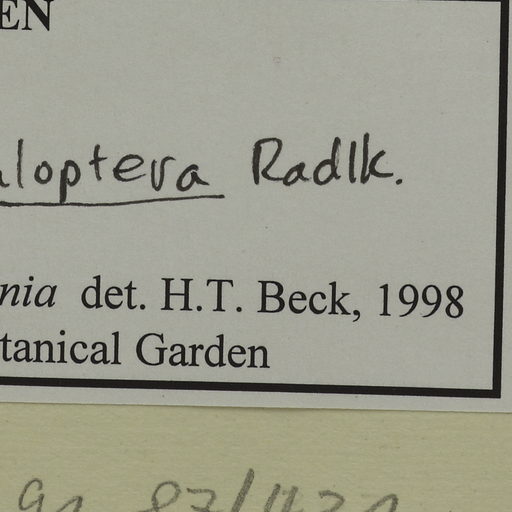 EN
aloptera Radlk.
nia det. H.T. Beck, 1998
tanical Garden